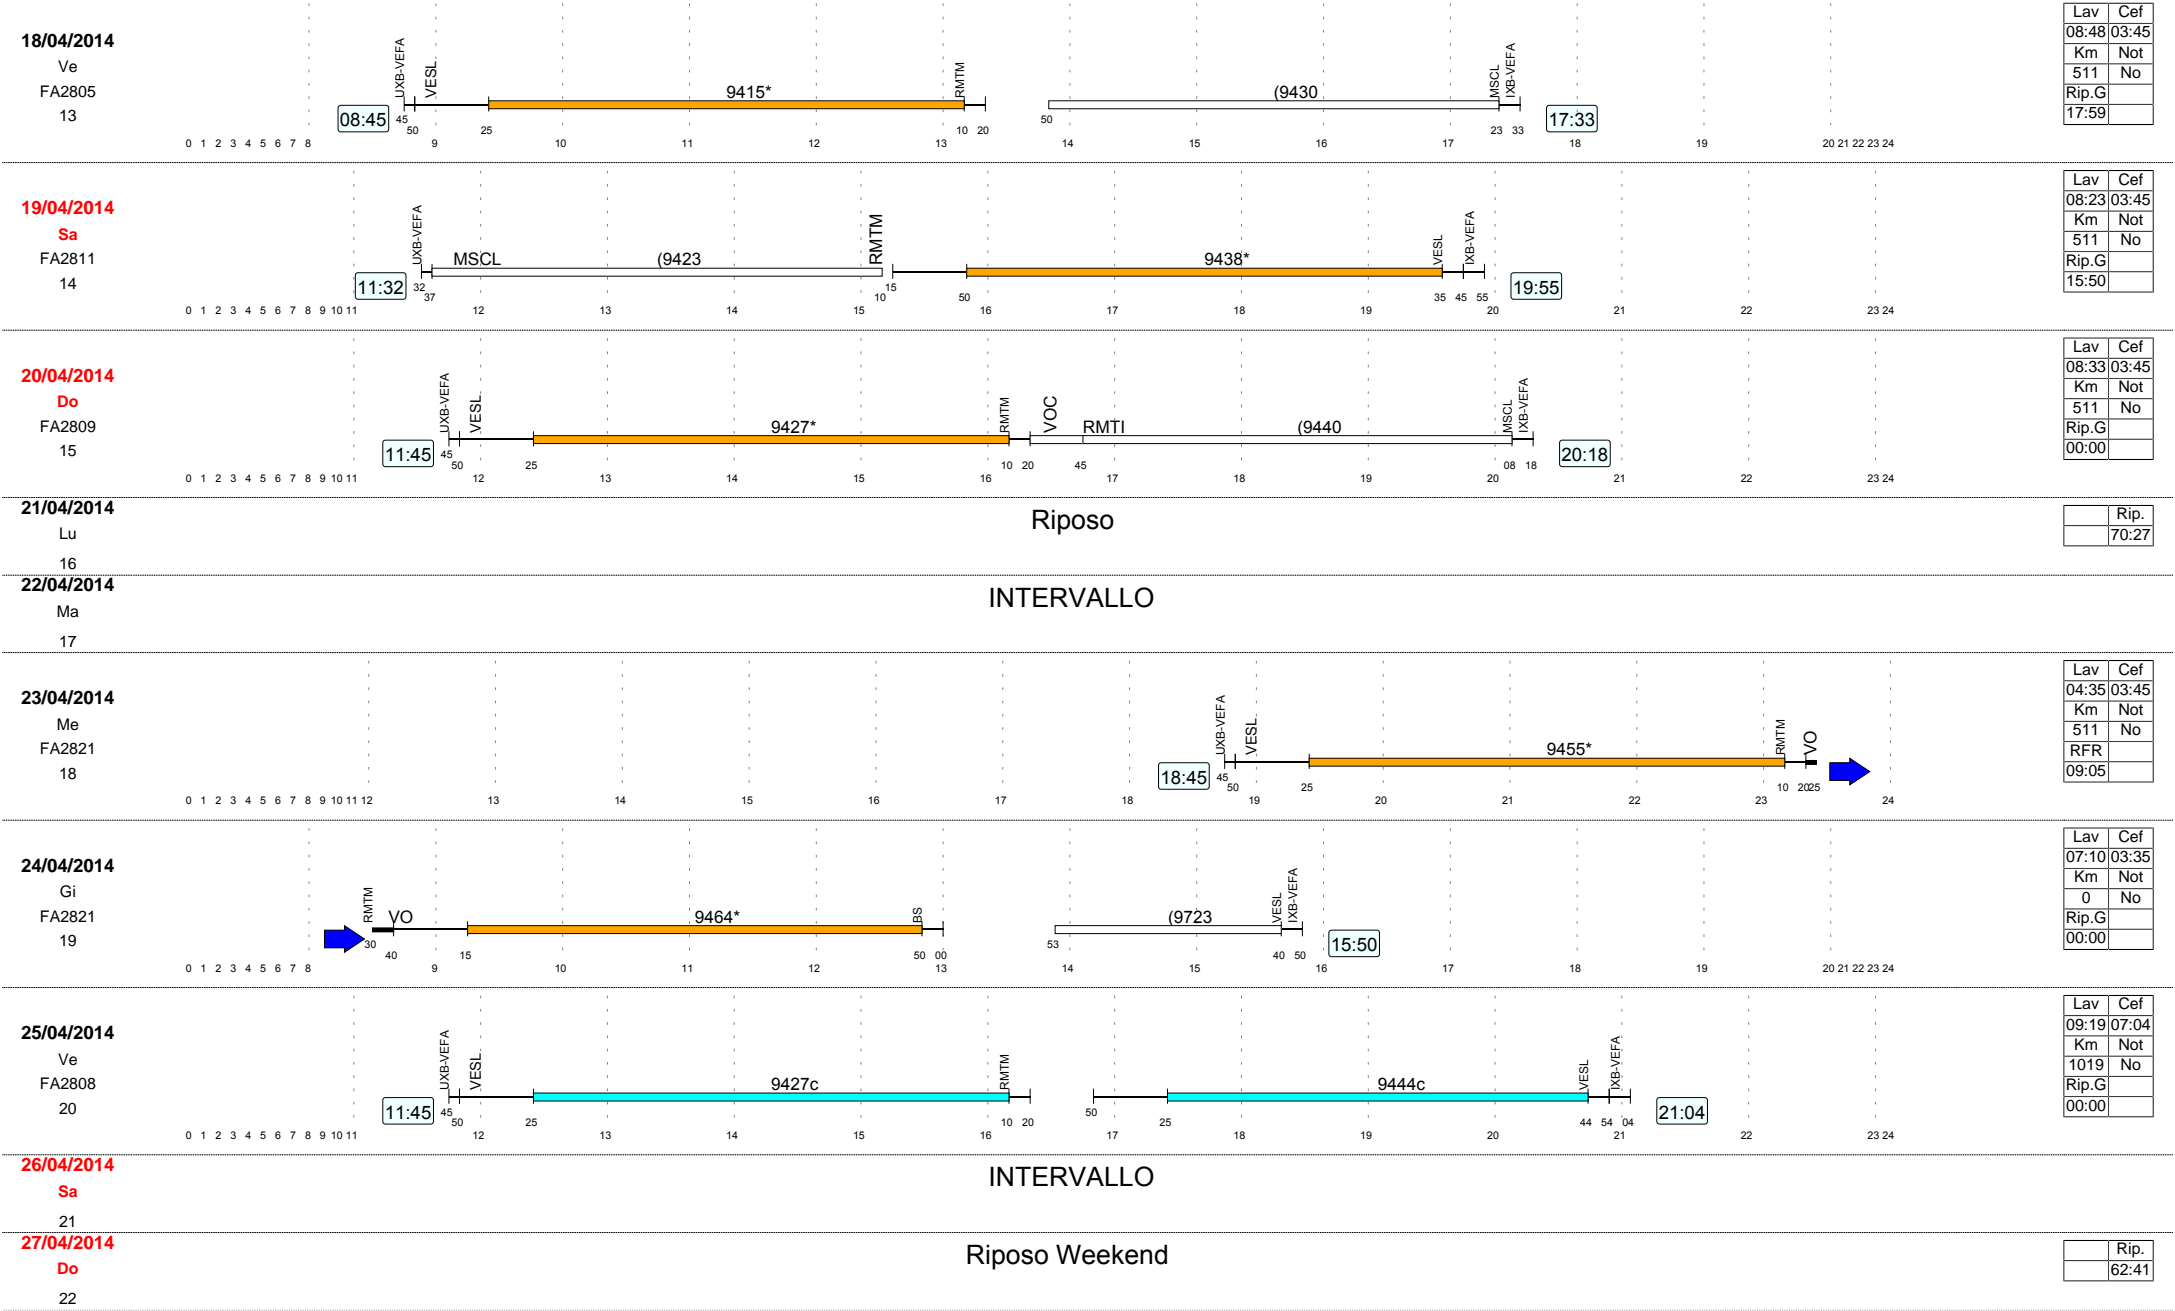 18/04/2014
Ve
FA2805
13
08:45
UXB-VEFA
VESL
9415*
RMTM
(9430
MSCL
IXB-VEFA
17:33
45 50 25 10 20 50 23 33
0 1 2 3 4 5 6 7 8 9 10 11 12 13 14 15 16 17 18 19 20 21 22 23 24
Lav Cef
08:48 03:45
Km Not
511 No
Rip.G
17:59
19/04/2014
Sa
FA2811
14
11:32
UXB-VEFA
MSCL
(9423
RMTM
9438*
VESL
IXB-VEFA
19:55
32 37 10 15 50 35 45 55
0 1 2 3 4 5 6 7 8 9 10 11 12 13 14 15 16 17 18 19 20 21 22 23 24
Lav Cef
08:23 03:45
Km Not
511 No
Rip.G
15:50
20/04/2014
Do
FA2809
15
11:45
UXB-VEFA
VESL
9427*
RMTM
VOC
RMTI
(9440
MSCL
IXB-VEFA
20:18
45 50 25 10 20 45 08 18
0 1 2 3 4 5 6 7 8 9 10 11 12 13 14 15 16 17 18 19 20 21 22 23 24
Lav Cef
08:33 03:45
Km Not
511 No
Rip.G
00:00
21/04/2014
Lu
16
Riposo
Rip.
70:27
22/04/2014
Ma
17
INTERVALLO
23/04/2014
Me
FA2821
18
18:45
UXB-VEFA
VESL
9455*
RMTM
VO
45 50 25 10 20 25
0 1 2 3 4 5 6 7 8 9 10 11 12 13 14 15 16 17 18 19 20 21 22 23 24
Lav Cef
04:35 03:45
Km Not
511 No
RFR
09:05
24/04/2014
Gi
FA2821
19
RMTM
VO
9464*
BS
(9723
VESL
IXB-VEFA
15:50
30 40 15 50 00 53 40 50
0 1 2 3 4 5 6 7 8 9 10 11 12 13 14 15 16 17 18 19 20 21 22 23 24
Lav Cef
07:10 03:35
Km Not
0 No
Rip.G
00:00
25/04/2014
Ve
FA2808
20
11:45
UXB-VEFA
VESL
9427c
RMTM
9444c
VESL
IXB-VEFA
21:04
45 50 25 10 20 50 25 44 54 04
0 1 2 3 4 5 6 7 8 9 10 11 12 13 14 15 16 17 18 19 20 21 22 23 24
Lav Cef
09:19 07:04
Km Not
1019 No
Rip.G
00:00
26/04/2014
Sa
21
INTERVALLO
27/04/2014
Do
22
Riposo Weekend
Rip.
62:41